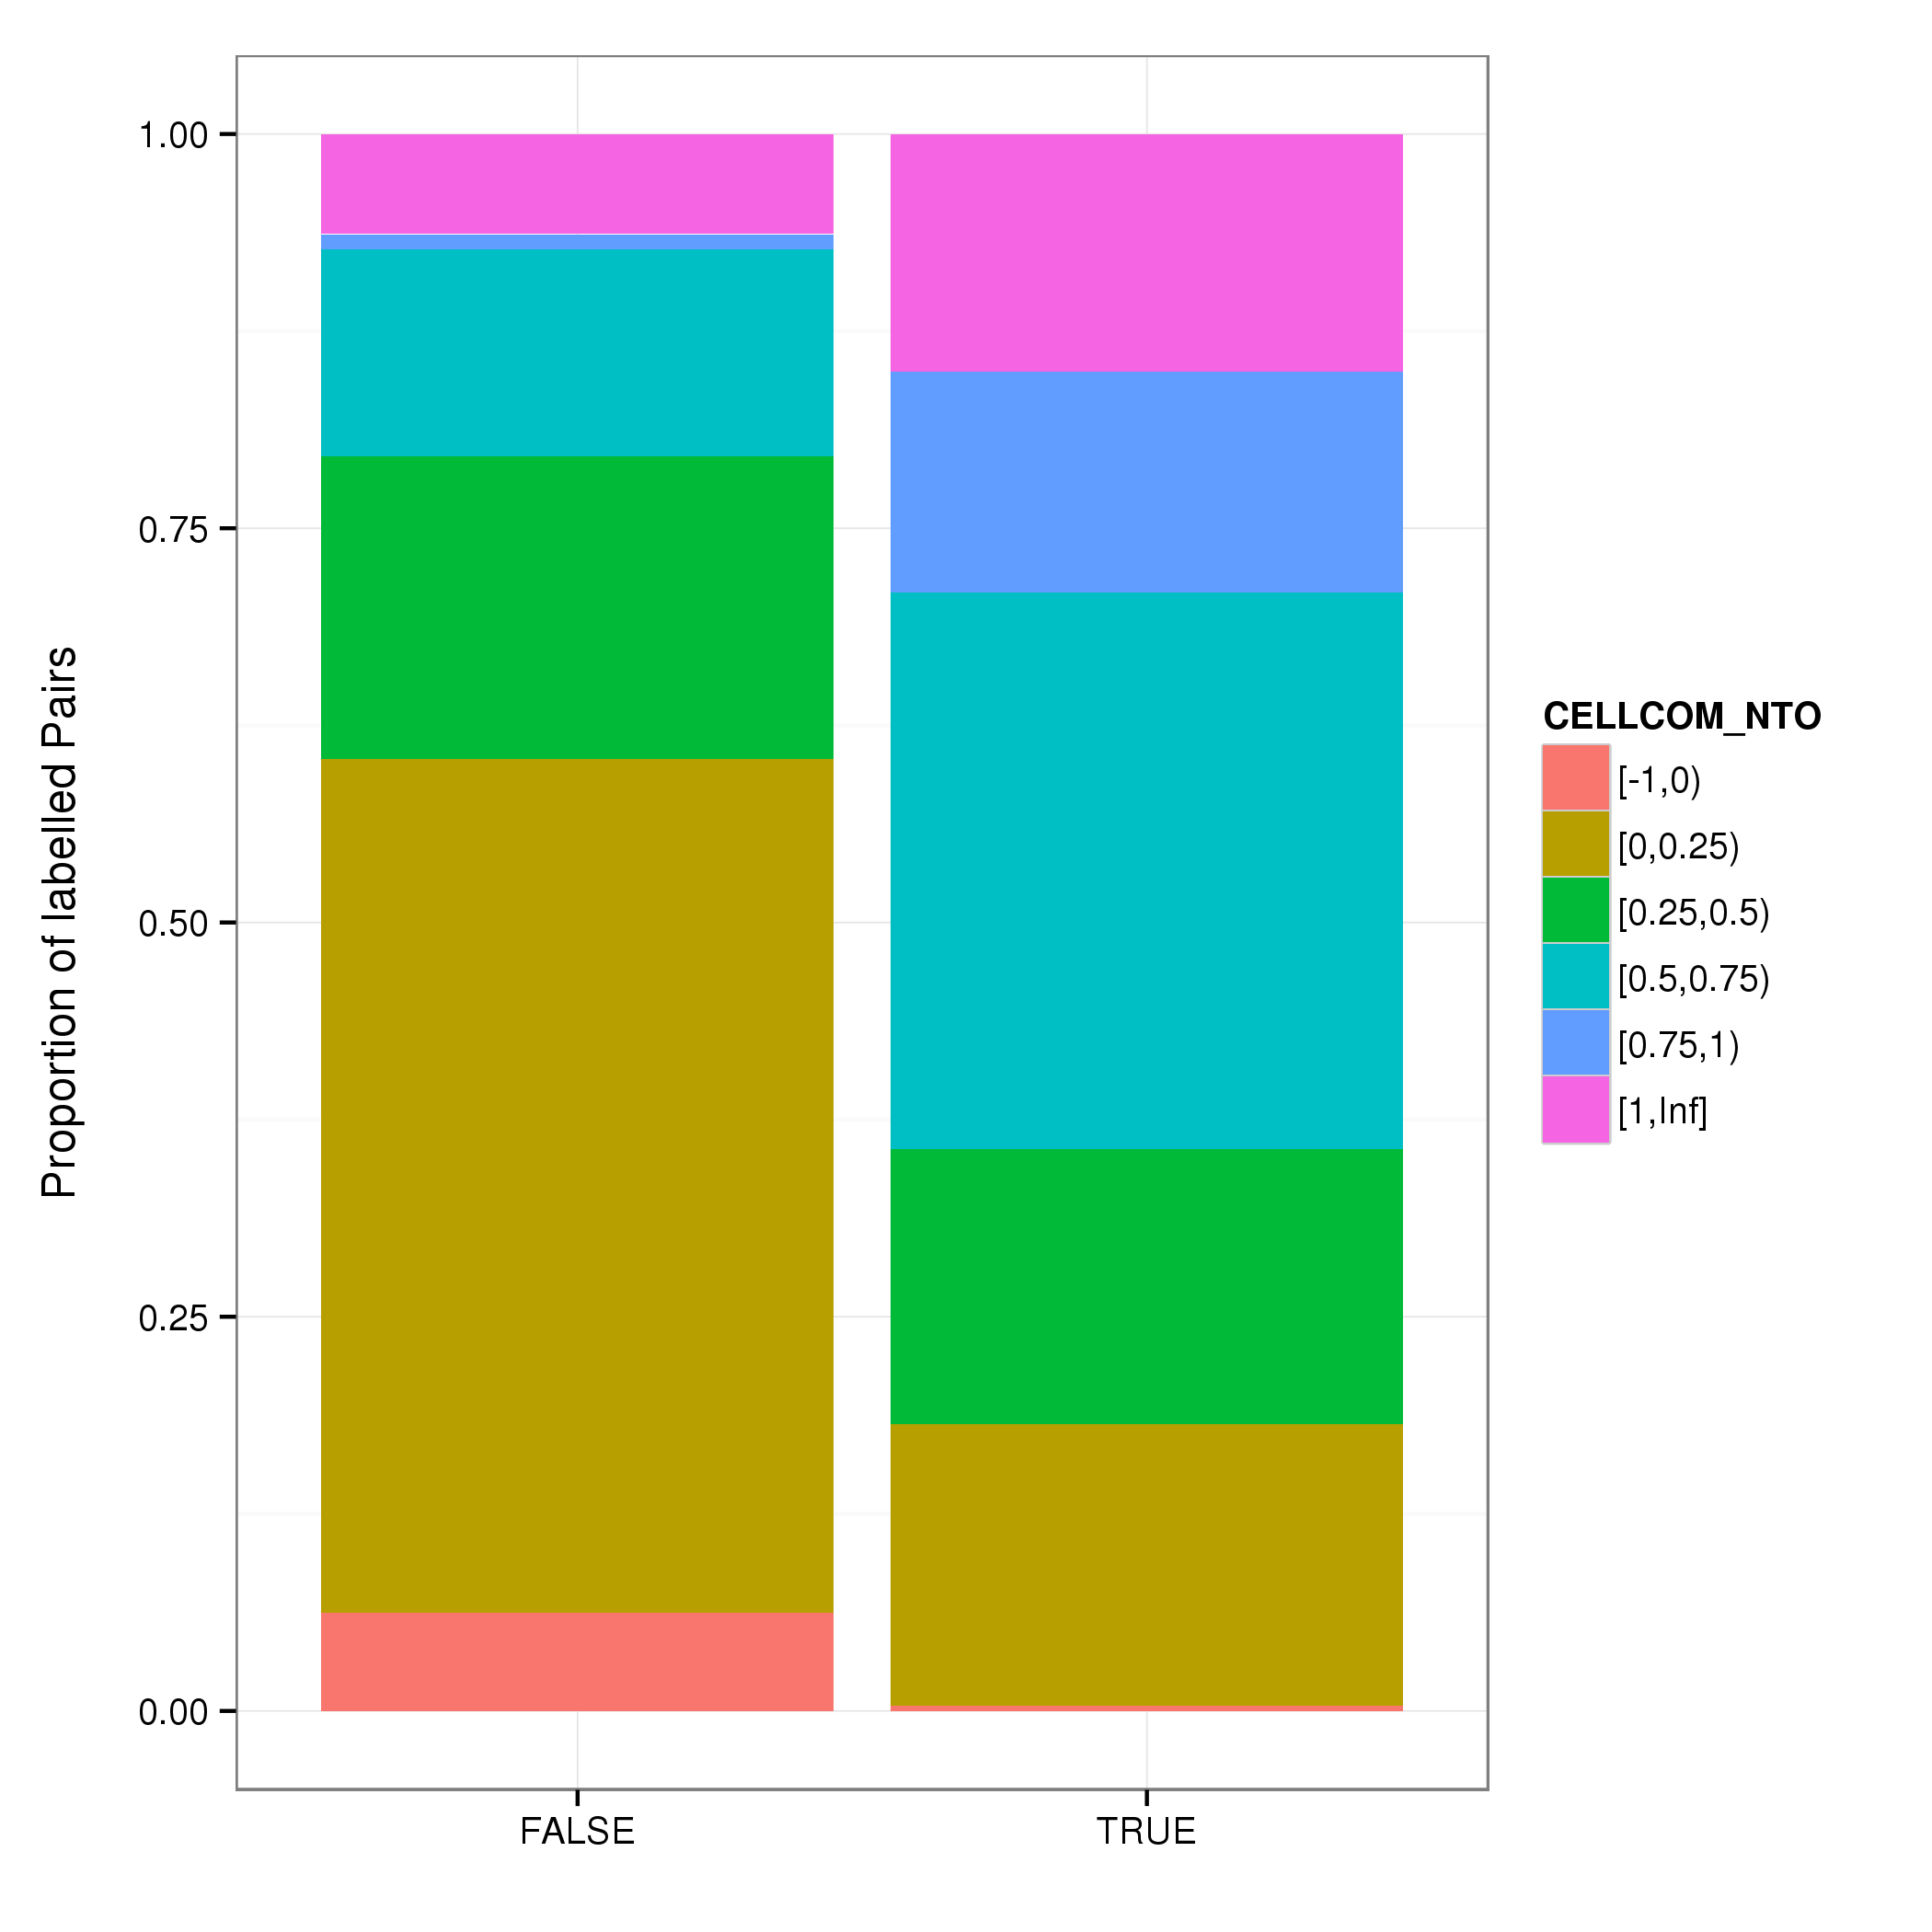 Proportion of labelled Pairs
1.00
0.75
0.50
0.25
0.00
FALSE
TRUE
CELLCOM_NTO
[-1,0)
[0,0.25)
[0.25,0.5)
[0.5,0.75)
[0.75,1)
[1,Inf]